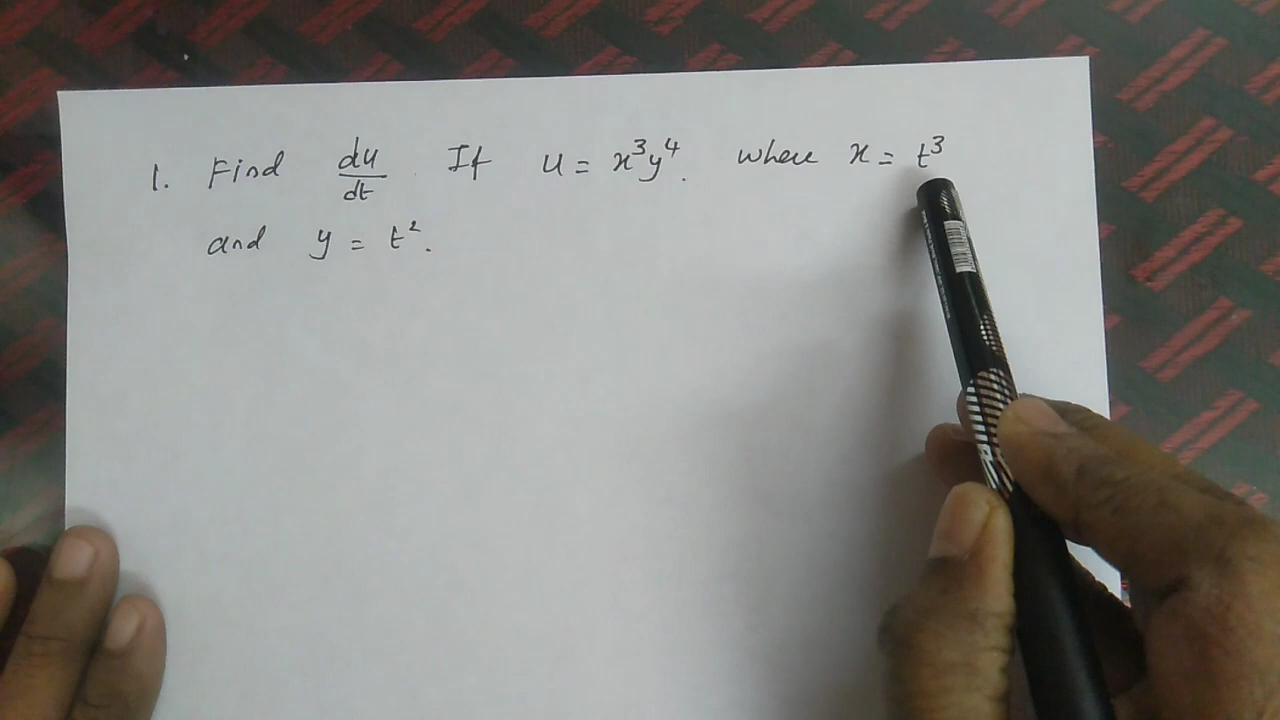 1. Find du/dt. If u = x³y⁴. where x = t³
and y = t².